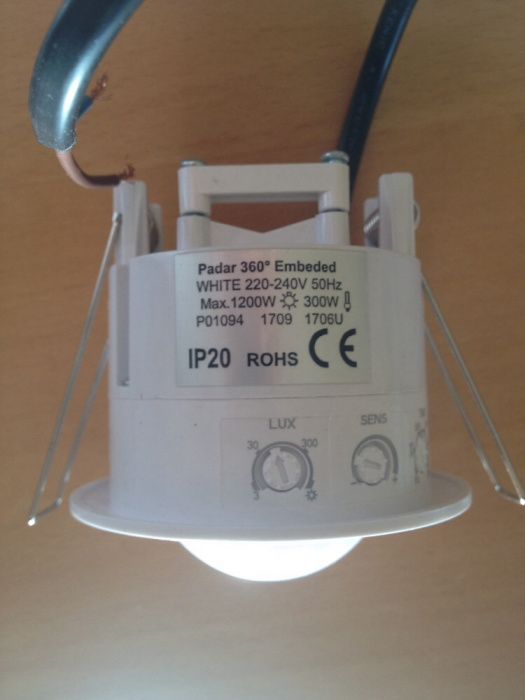 Padar 360° Embeded
WHITE 220-240V 50Hz
Max.1200W 300W
P01094 1709 1706U
IP20 ROHS CE
LUX
SENS
30 300
3
- +